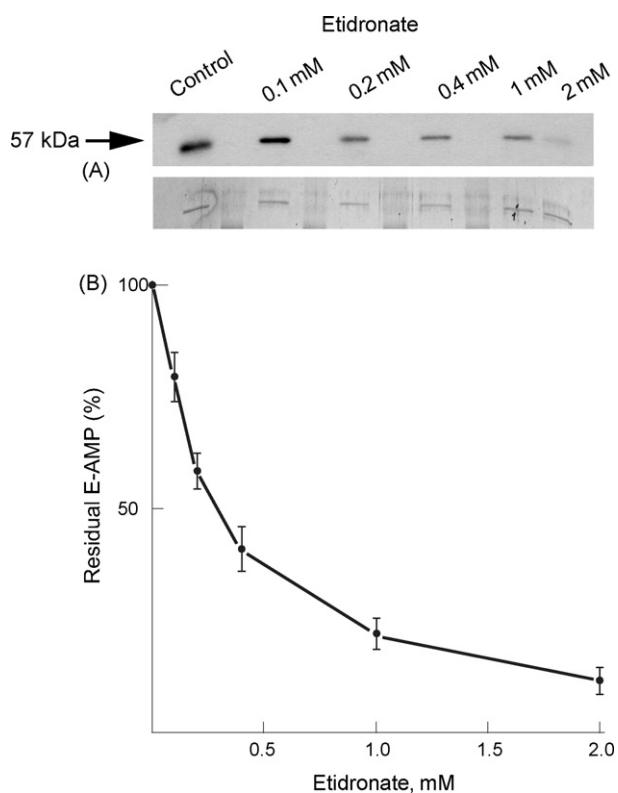 Etidronate
Control 0.1 mM 0.2 mM 0.4 mM 1 mM 2 mM
57 kDa
(A)
(B)
100
50
Residual E-AMP (%)
0.5 1.0 1.5 2.0
Etidronate, mM